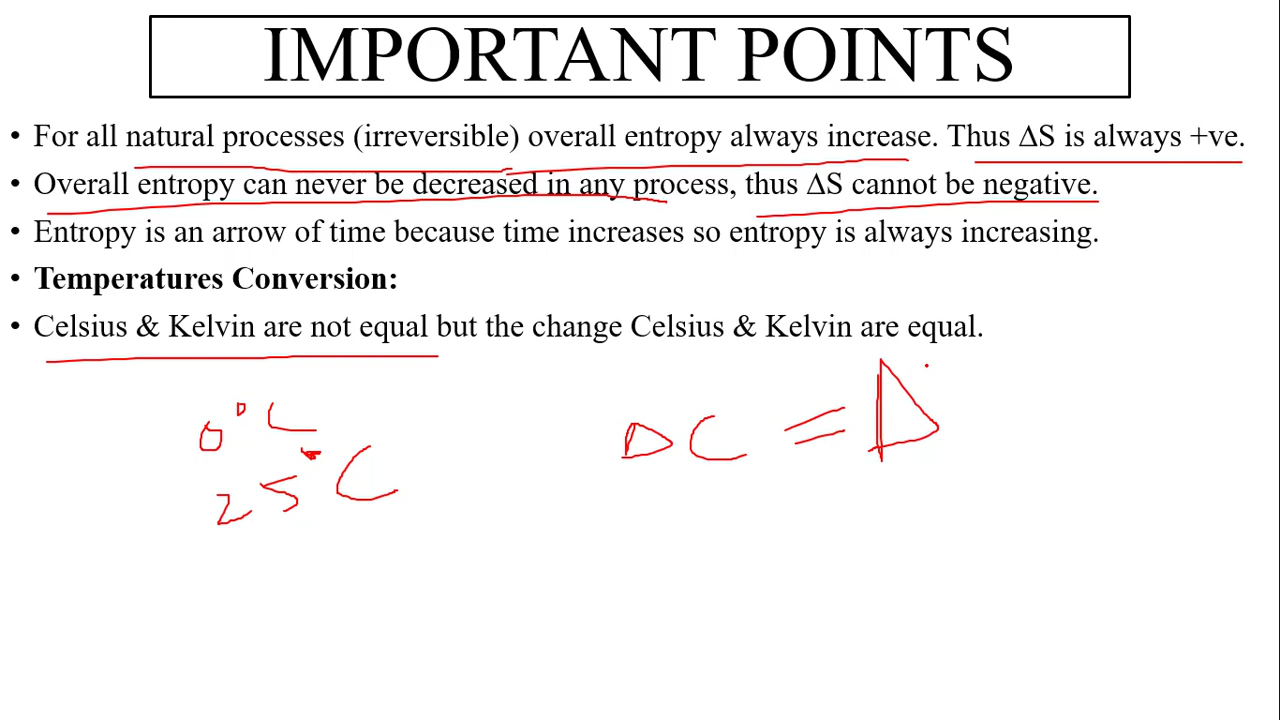 IMPORTANT POINTS
• For all natural processes (irreversible) overall entropy always increase. Thus ΔS is always +ve.
• Overall entropy can never be decreased in any process, thus ΔS cannot be negative.
• Entropy is an arrow of time because time increases so entropy is always increasing.
• Temperatures Conversion:
• Celsius & Kelvin are not equal but the change Celsius & Kelvin are equal.
0°C
ΔC = Δ
25°C